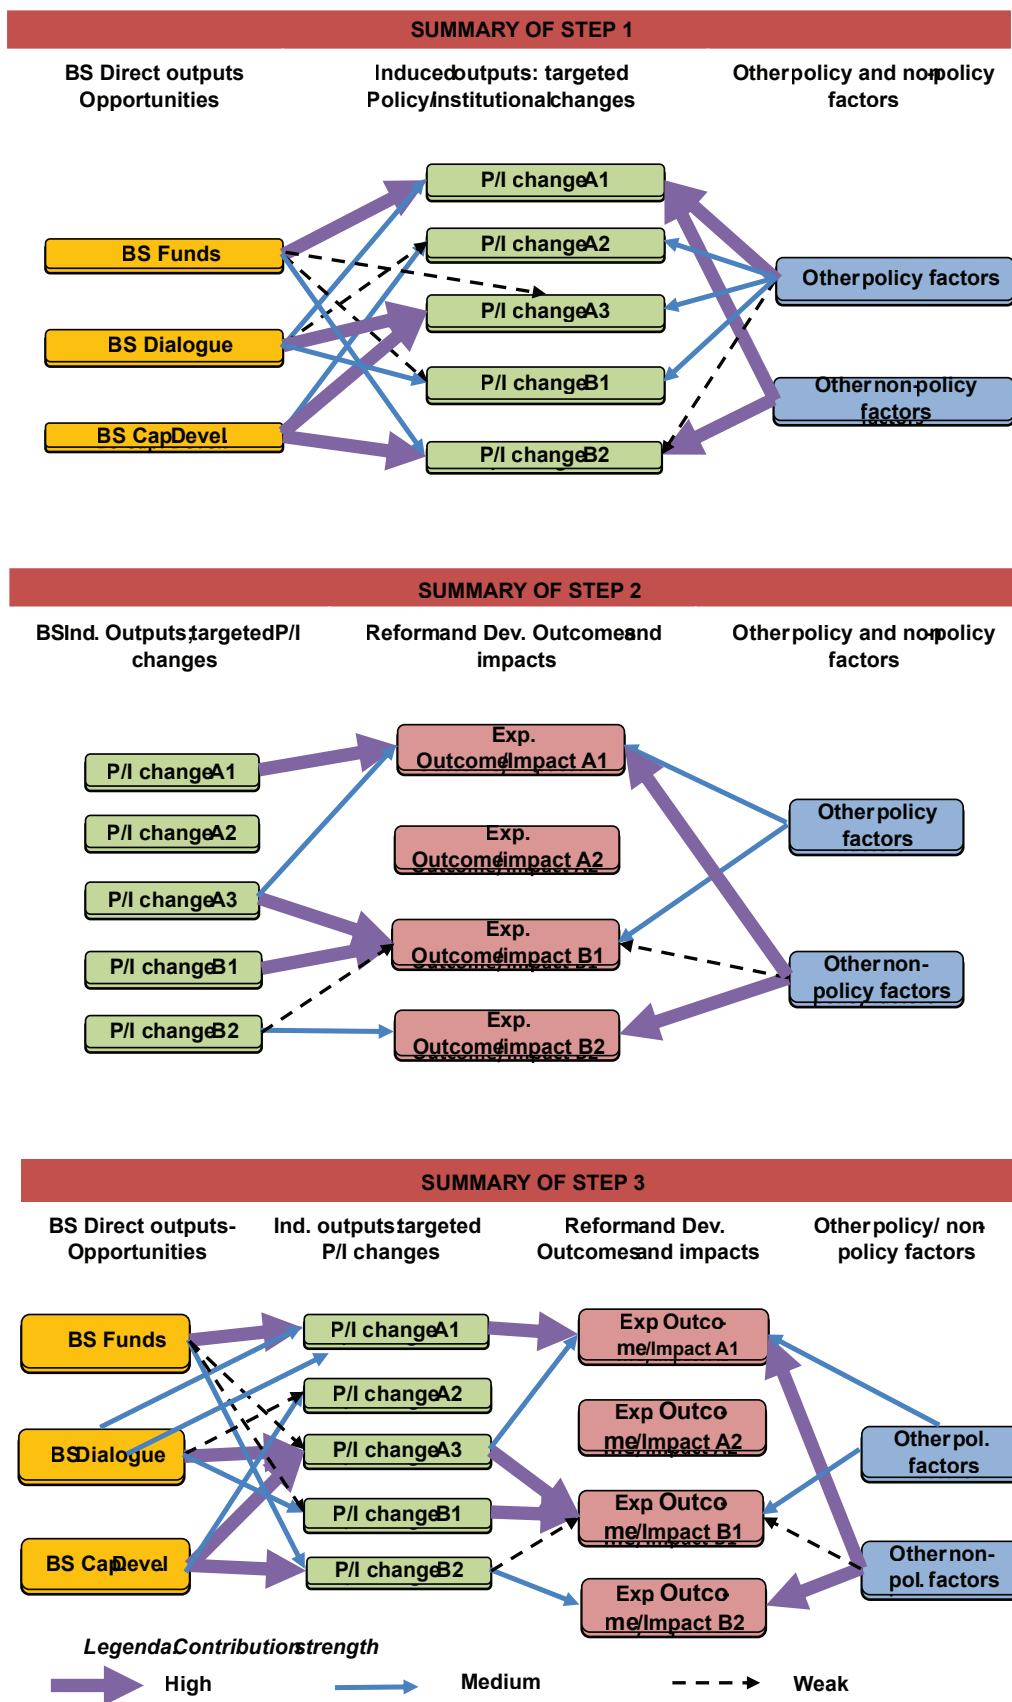 SUMMARY OF STEP 1
BS Direct outputs
Opportunities
Induced outputs: targeted
Policy/institutional changes
Other policy and non-policy
factors
P/I change A1
P/I change A2
P/I change A3
P/I change B1
P/I change B2
BS Funds
BS Dialogue
BS Cap Devel.
Other policy factors
Other non-policy
factors
SUMMARY OF STEP 2
BS Ind. Outputs; targeted P/I
changes
Reform and Dev. Outcomes and
impacts
Other policy and non-policy
factors
P/I change A1
P/I change A2
P/I change A3
P/I change B1
P/I change B2
Exp.
Outcome/Impact A1
Exp.
Outcome/impact A2
Exp.
Outcome/impact B1
Exp.
Outcome/impact B2
Other policy
factors
Other non-
policy factors
SUMMARY OF STEP 3
BS Direct outputs-
Opportunities
Ind. outputs: targeted
P/I changes
Reform and Dev.
Outcomes and impacts
Other policy/ non-
policy factors
BS Funds
BS Dialogue
BS Cap Devel.
P/I change A1
P/I change A2
P/I change A3
P/I change B1
P/I change B2
Exp Outco-
me/Impact A1
Exp Outco-
me/Impact A2
Exp Outco-
me/Impact B1
Exp Outco-
me/Impact B2
Other pol.
factors
Other non-
pol. factors
Legenda: Contribution strength
High
Medium
Weak